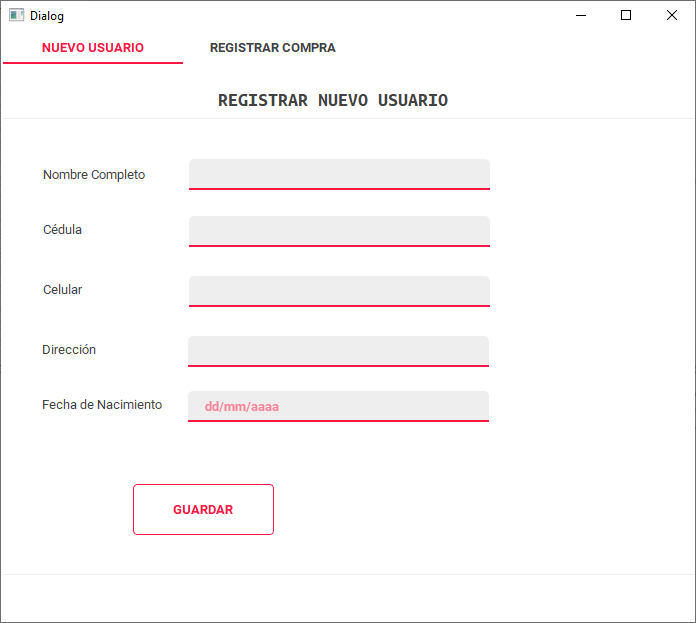 Dialog
NUEVO USUARIO REGISTRAR COMPRA
REGISTRAR NUEVO USUARIO
Nombre Completo
Cédula
Celular
Dirección
Fecha de Nacimiento dd/mm/aaaa
GUARDAR